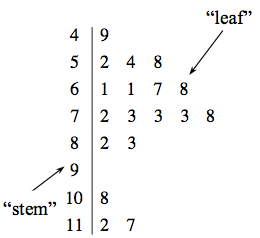 “leaf”
4 9
5 2 4 8
6 1 1 7 8
7 2 3 3 3 8
8 2 3
9
“stem”
10 8
11 2 7